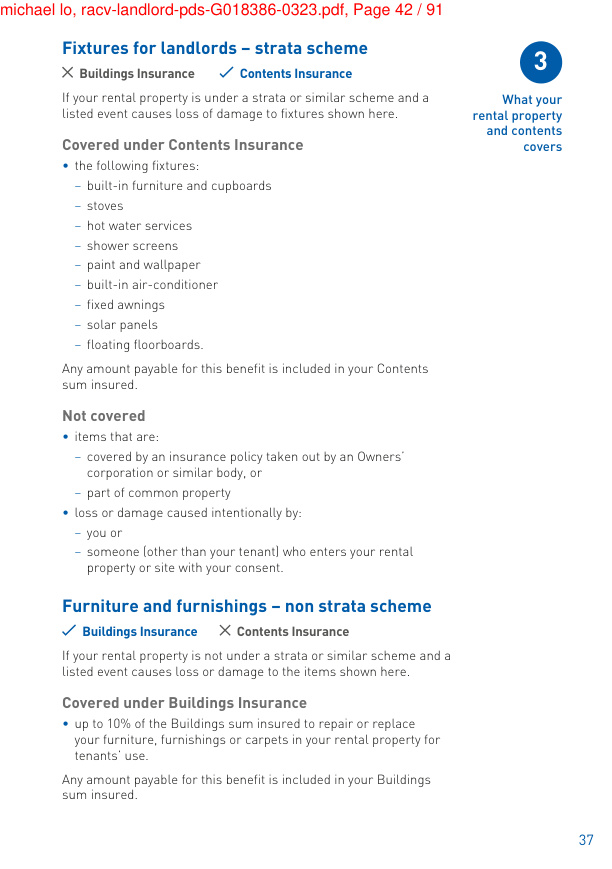 michael lo, racv-landlord-pds-G018386-0323.pdf, Page 42 / 91
Fixtures for landlords – strata scheme
Buildings Insurance Contents Insurance
If your rental property is under a strata or similar scheme and a
listed event causes loss of damage to fixtures shown here.
Covered under Contents Insurance
• the following fixtures:
– built-in furniture and cupboards
– stoves
– hot water services
– shower screens
– paint and wallpaper
– built-in air-conditioner
– fixed awnings
– solar panels
– floating floorboards.
Any amount payable for this benefit is included in your Contents
sum insured.
Not covered
• items that are:
– covered by an insurance policy taken out by an Owners'
corporation or similar body, or
– part of common property
• loss or damage caused intentionally by:
– you or
– someone (other than your tenant) who enters your rental
property or site with your consent.
Furniture and furnishings – non strata scheme
Buildings Insurance Contents Insurance
If your rental property is not under a strata or similar scheme and a
listed event causes loss or damage to the items shown here.
Covered under Buildings Insurance
• up to 10% of the Buildings sum insured to repair or replace
your furniture, furnishings or carpets in your rental property for
tenants' use.
Any amount payable for this benefit is included in your Buildings
sum insured.
3
What your
rental property
and contents
covers
37